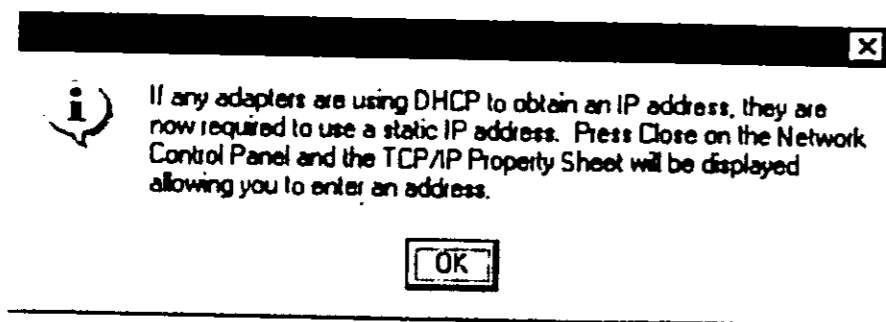 If any adapters are using DHCP to obtain an IP address, they are
now required to use a static IP address. Press Close on the Network
Control Panel and the TCP/IP Property Sheet will be displayed
allowing you to enter an address.
OK